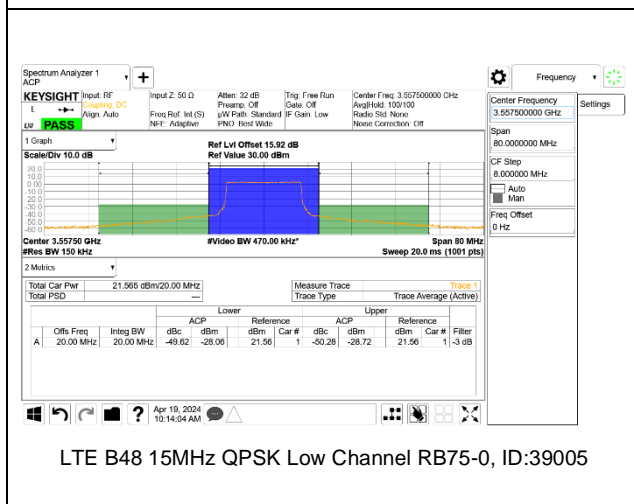 Spectrum Analyzer 1
ACP
+
Frequency
KEYSIGHT
L
PASS
Input: RF
Coupling: DC
Align: Auto
Input Z: 50 Ω
Freq Ref: Int (S)
NFE: Adaptive
Atten: 32 dB
Preamp: Off
µW Path: Standard
PNO: Best Wide
Trig: Free Run
Gate: Off
IF Gain: Low
Center Freq: 3.557500000 GHz
Avg|Hold: 100/100
Radio Std: None
Noise Correction: Off
Center Frequency
3.557500000 GHz
Settings
Span
80.0000000 MHz
CF Step
8.000000 MHz
Auto
Man
Freq Offset
0 Hz
1 Graph
Scale/Div 10.0 dB
Ref Lvl Offset 15.92 dB
Ref Value 30.00 dBm
20.0
10.0
0.00
-10.0
-20.0
-30.0
-40.0
-50.0
-60.0
Center 3.55750 GHz
#Video BW 470.00 kHz*
Span 80 MHz
#Res BW 150 kHz
Sweep 20.0 ms (1001 pts)
2 Metrics
Total Car Pwr 21.565 dBm/20.00 MHz
Total PSD ---
Measure Trace Trace 1
Trace Type Trace Average (Active)
Lower Upper
ACP Reference ACP Reference
Offs Freq Integ BW dBc dBm dBm Car # dBc dBm dBm Car # Filter
A 20.00 MHz 20.00 MHz -49.62 -28.06 21.56 1 -50.28 -28.72 21.56 1 -3 dB
?
Apr 19, 2024
10:14:04 AM
LTE B48 15MHz QPSK Low Channel RB75-0, ID:39005